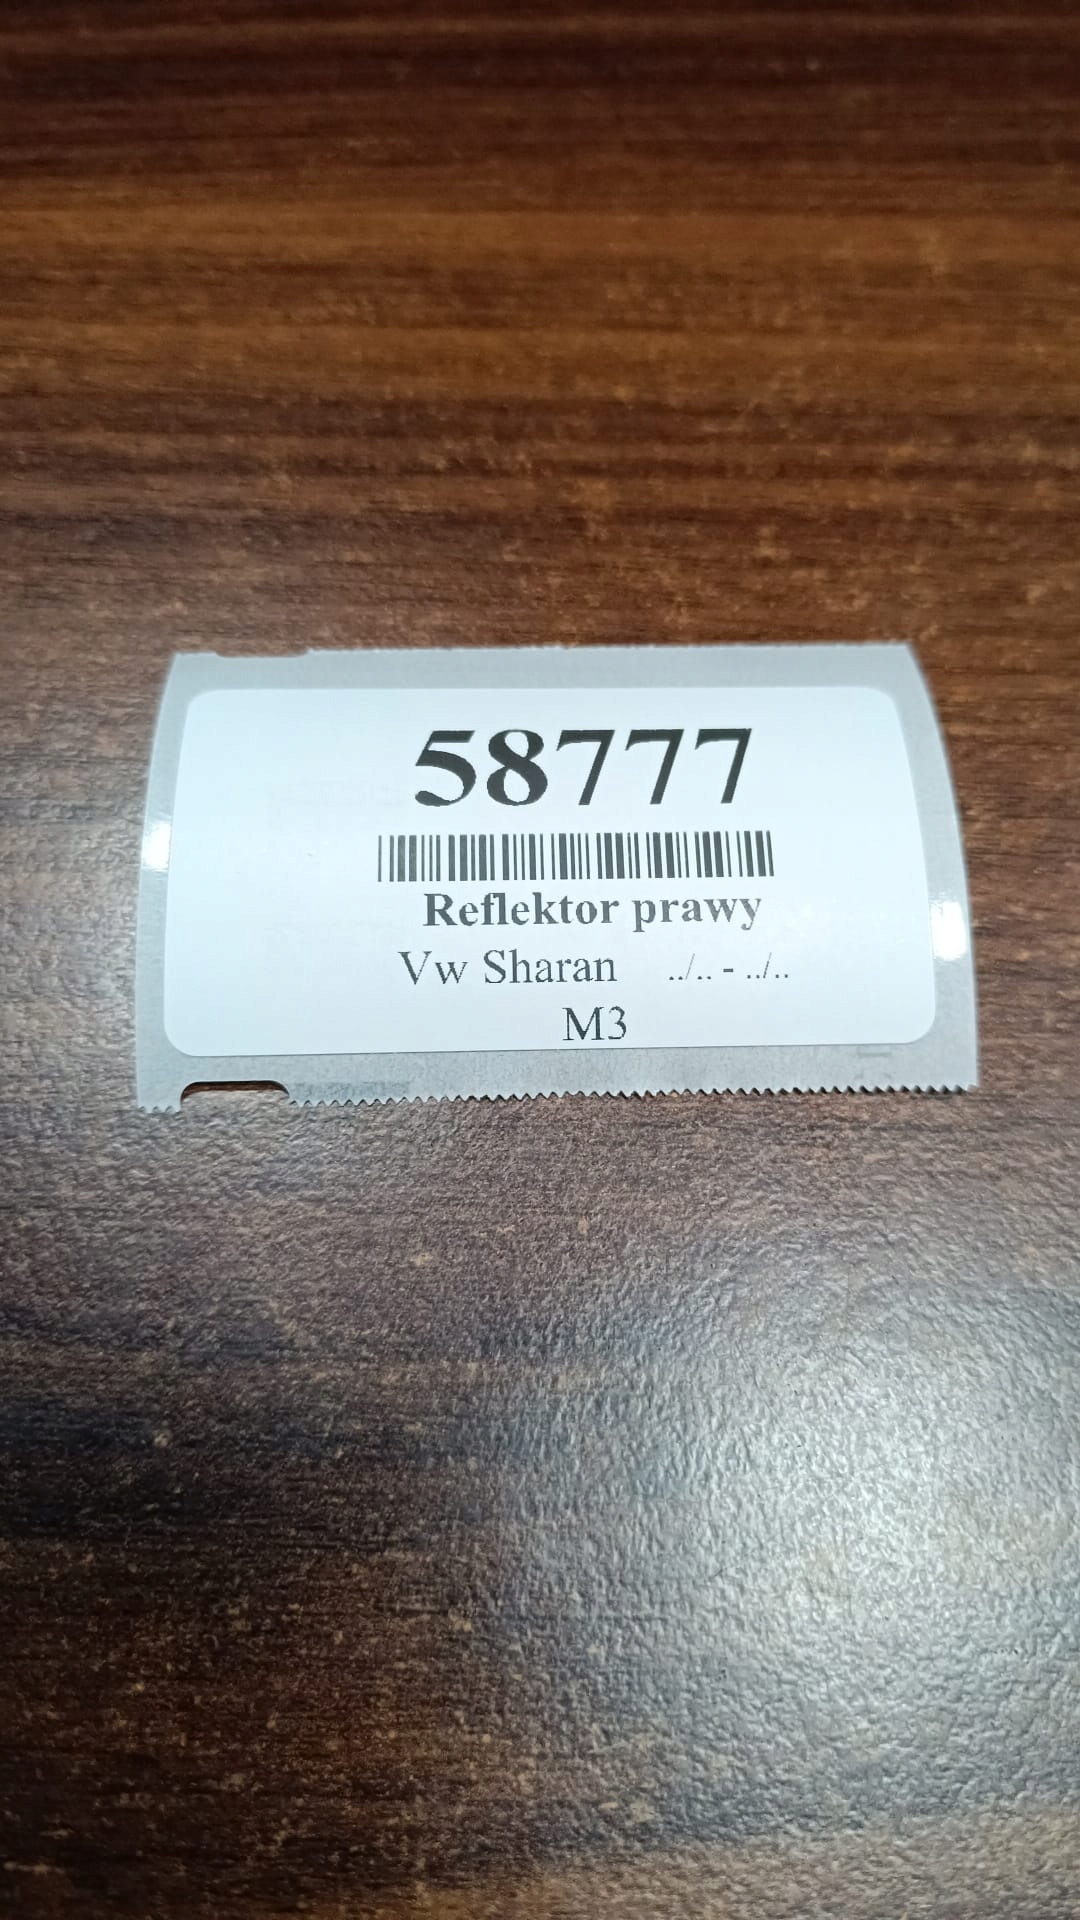 58777
Reflektor prawy
Vw Sharan ../.. - ../..
M3